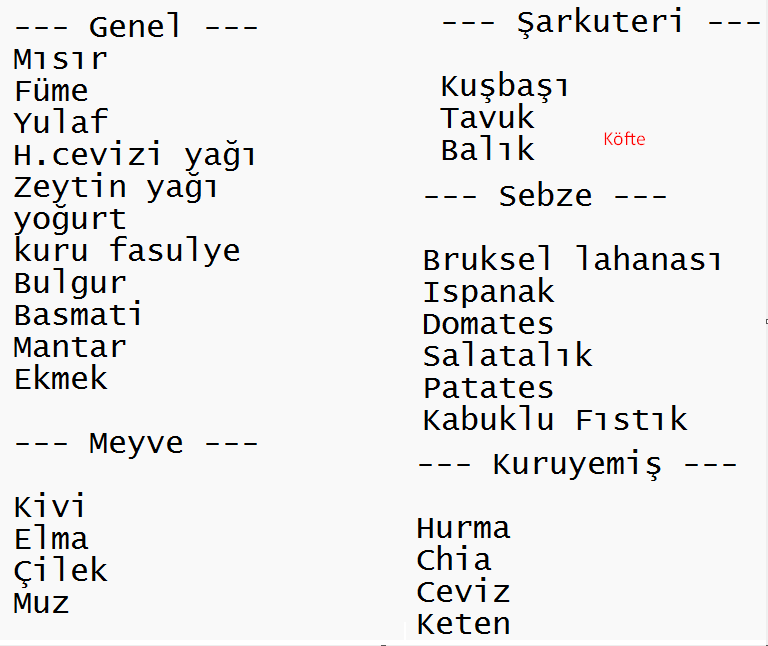 --- Genel ---
Mısır
Füme
Yulaf
H.cevizi yağı
Zeytin yağı
yoğurt
kuru fasulye
Bulgur
Basmati
Mantar
Ekmek
--- Meyve ---
Kivi
Elma
Çilek
Muz
--- Şarkuteri ---
Kuşbaşı
Tavuk
Balık
Köfte
--- Sebze ---
Bruksel lahanası
Ispanak
Domates
Salatalık
Patates
Kabuklu Fıstık
--- Kuruyemiş ---
Hurma
Chia
Ceviz
Keten